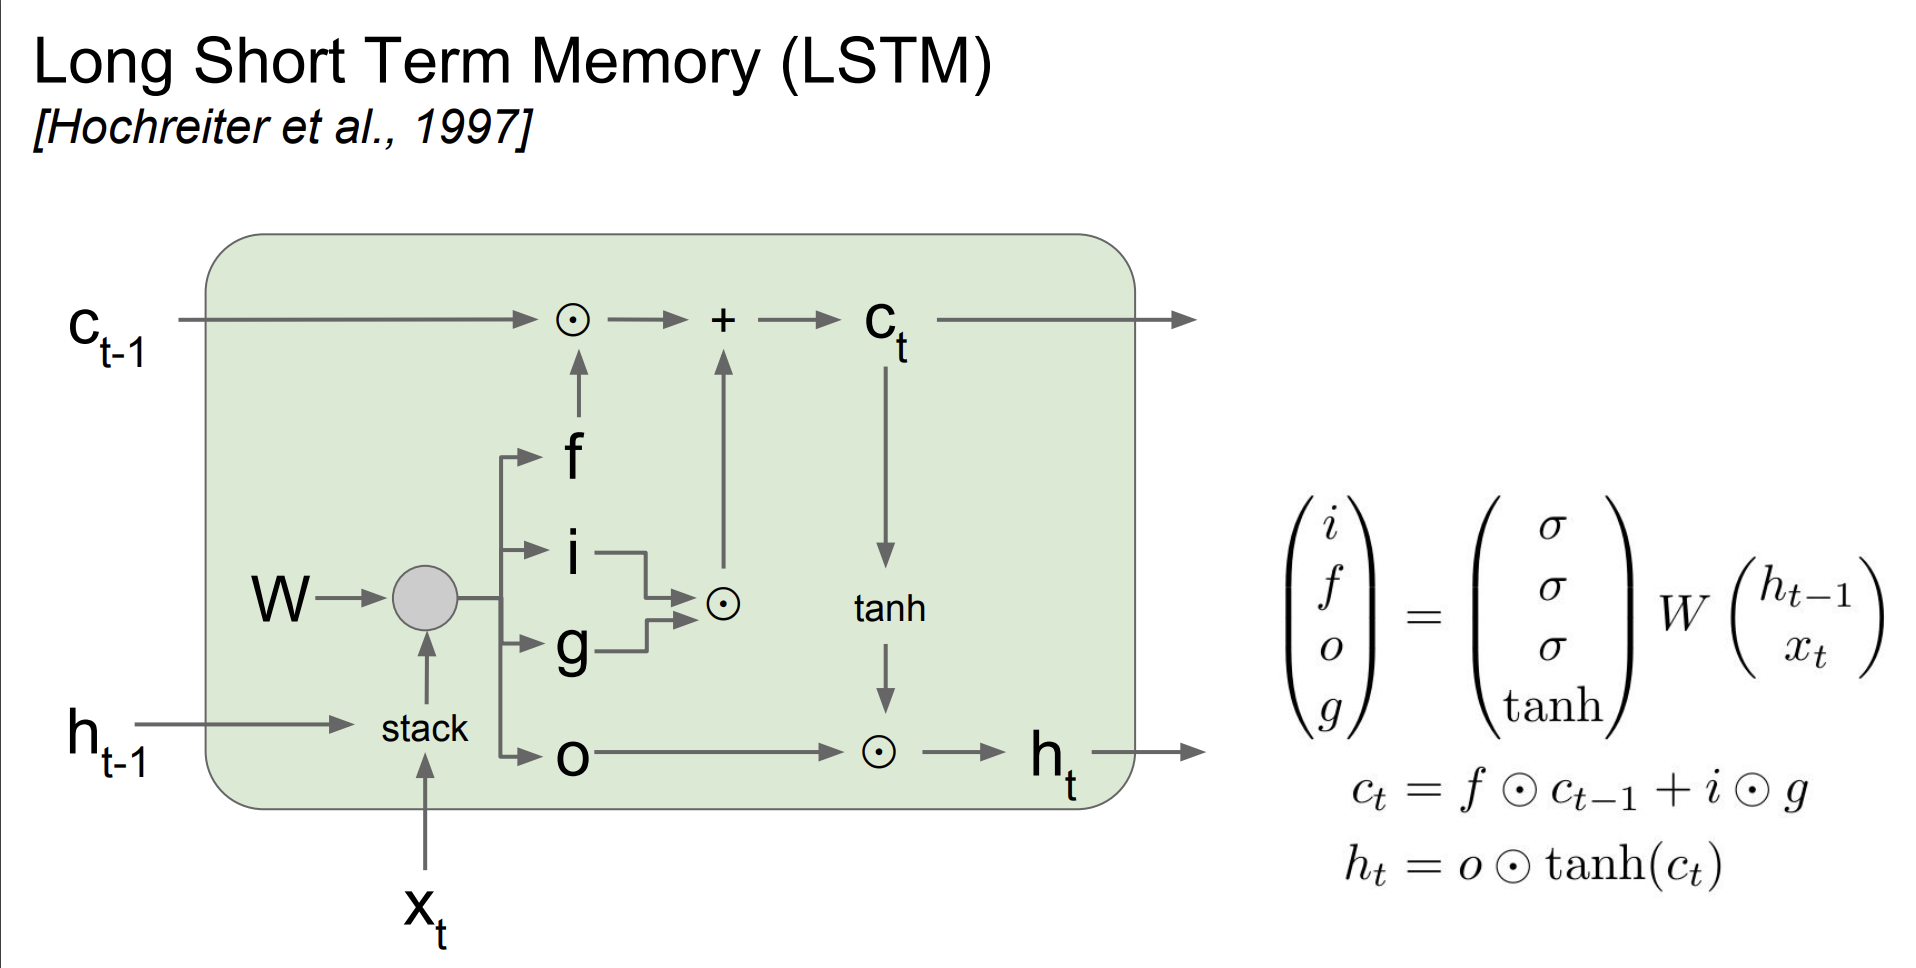 Long Short Term Memory (LSTM)
[Hochreiter et al., 1997]
c_{t-1} ⊙ + c_t
f
i
W g ⊙ tanh
h_{t-1} stack o ⊙ h_t
x_t
(i f o g) = (σ σ σ tanh) W (h_{t-1} x_t)
c_t = f ⊙ c_{t-1} + i ⊙ g
h_t = o ⊙ tanh(c_t)